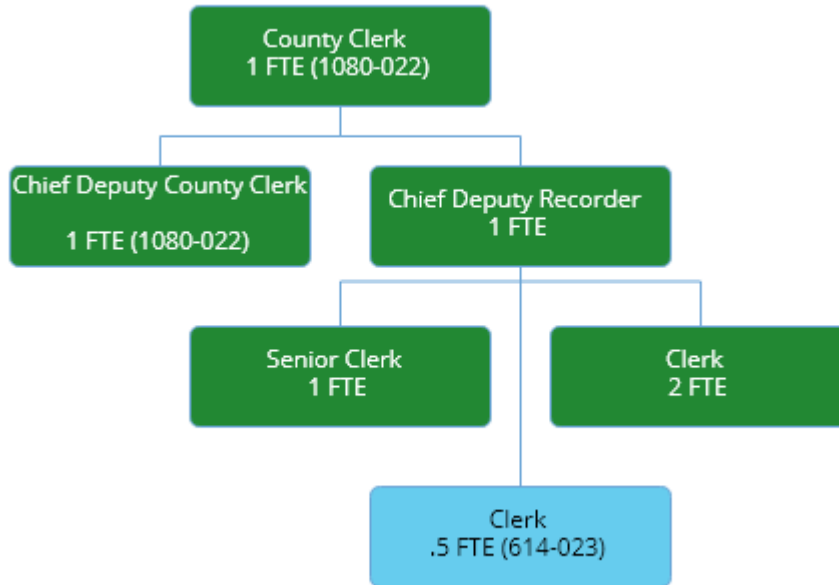 County Clerk
1 FTE (1080-022)
Chief Deputy County Clerk
1 FTE (1080-022)
Chief Deputy Recorder
1 FTE
Senior Clerk
1 FTE
Clerk
2 FTE
Clerk
.5 FTE (614-023)